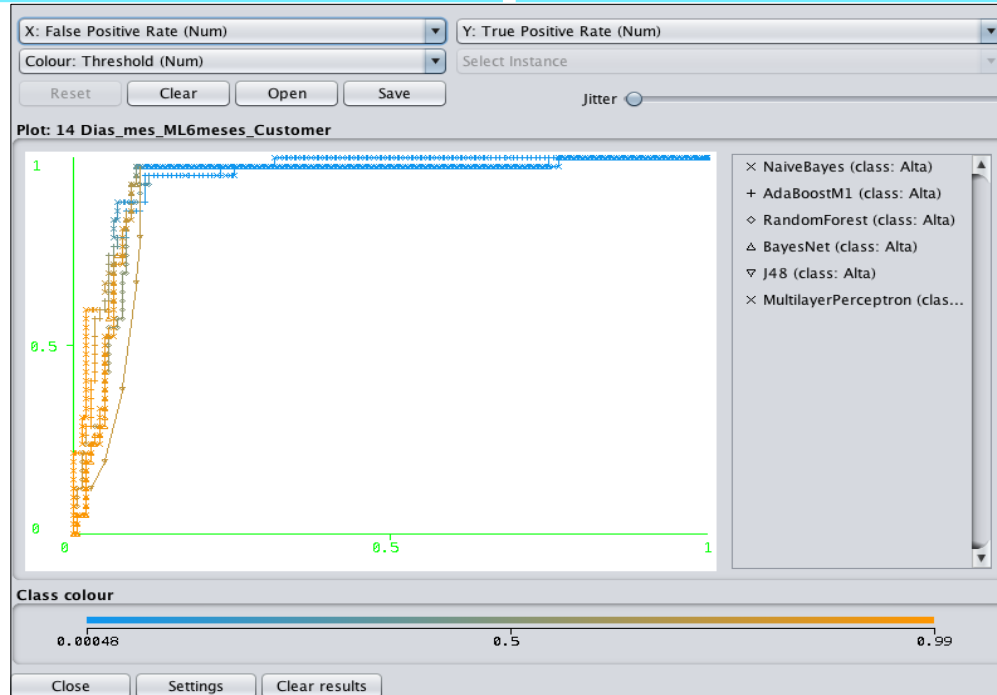 X: False Positive Rate (Num) Y: True Positive Rate (Num)
Colour: Threshold (Num) Select Instance
Reset Clear Open Save Jitter
Plot: 14 Dias_mes_ML6meses_Customer
1
0.5
0
0 0.5 1
NaiveBayes (class: Alta)
AdaBoostM1 (class: Alta)
RandomForest (class: Alta)
BayesNet (class: Alta)
J48 (class: Alta)
MultilayerPerceptron (clas...
Class colour
0.00048 0.5 0.99
Close Settings Clear results